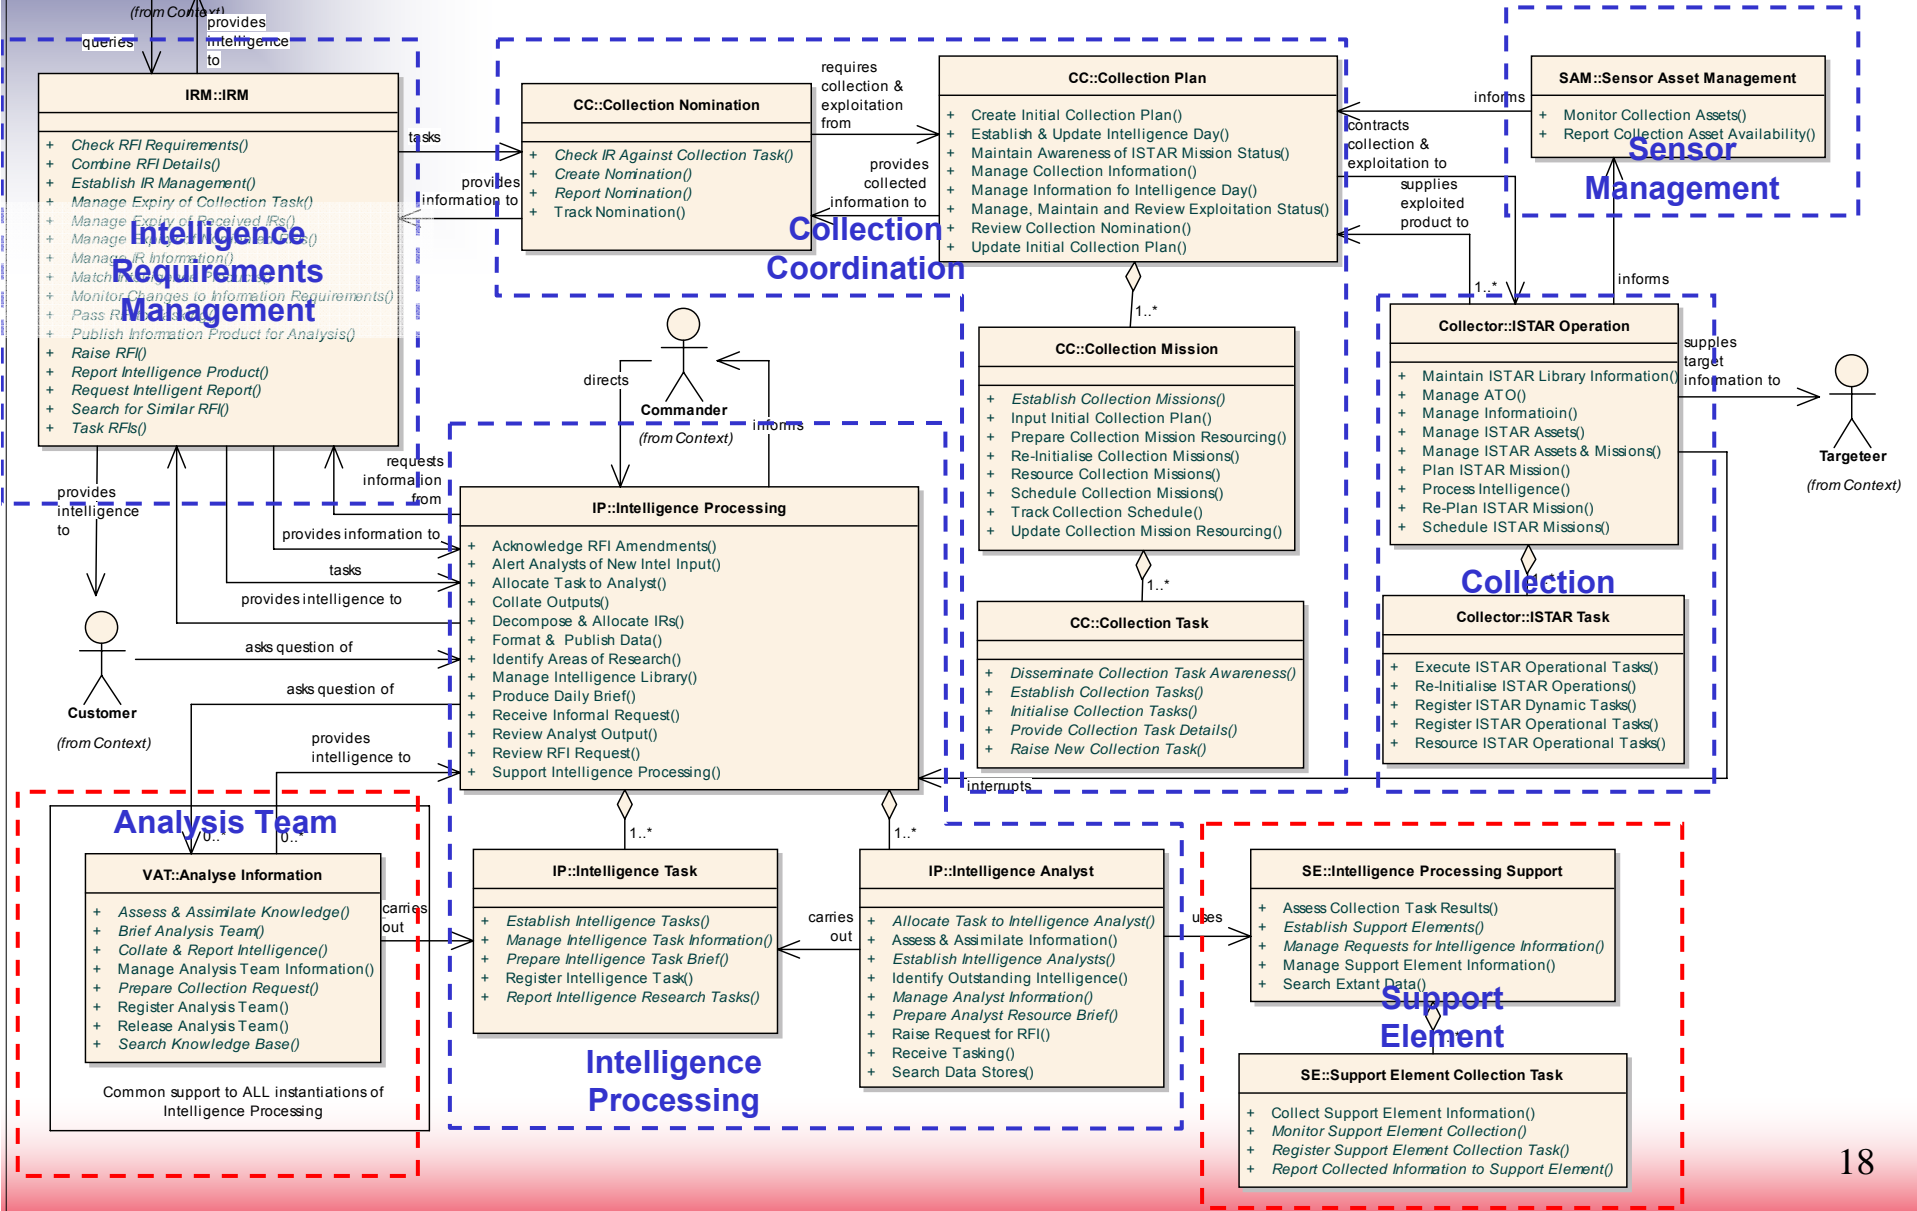 (from Context)
provides
intelligence
to
queries
IRM::IRM
+ Check RFI Requirements()
+ Combine RFI Details()
+ Establish IR Management()
+ Manage Expiry of Collection Task()
+ Manage Expiry of Received IRs()
+ Manage Expiry of
+ Manage IR Information()
+ Match
+ Monitor Changes to Information Requirements()
+ Pass
+ Publish Information Product for Analysis()
+ Raise RFI()
+ Report Intelligence Product()
+ Request Intelligent Report()
+ Search for Similar RFI()
+ Task RFIs()
Intelligence
Requirements
Management
tasks
provides
information to
CC::Collection Nomination
+ Check IR Against Collection Task()
+ Create Nomination()
+ Report Nomination()
+ Track Nomination()
requires
collection &
exploitation
from
provides
collected
information to
Collection
Coordination
CC::Collection Plan
+ Create Initial Collection Plan()
+ Establish & Update Intelligence Day()
+ Maintain Awareness of ISTAR Mission Status()
+ Manage Collection Information()
+ Manage Information fo Intelligence Day()
+ Manage, Maintain and Review Exploitation Status()
+ Review Collection Nomination()
+ Update Initial Collection Plan()
1..*
informs
contracts
collection &
exploitation to
supplies
exploited
product to
1..*
informs
SAM::Sensor Asset Management
+ Monitor Collection Assets()
+ Report Collection Asset Availability()
Sensor
Management
CC::Collection Mission
+ Establish Collection Missions()
+ Input Initial Collection Plan()
+ Prepare Collection Mission Resourcing()
+ Re-Initialise Collection Missions()
+ Resource Collection Missions()
+ Schedule Collection Missions()
+ Track Collection Schedule()
+ Update Collection Mission Resourcing()
1..*
CC::Collection Task
+ Disseminate Collection Task Awareness()
+ Establish Collection Tasks()
+ Initialise Collection Tasks()
+ Provide Collection Task Details()
+ Raise New Collection Task()
Collector::ISTAR Operation
+ Maintain ISTAR Library Information()
+ Manage ATO()
+ Manage Informatioin()
+ Manage ISTAR Assets()
+ Manage ISTAR Assets & Missions()
+ Plan ISTAR Mission()
+ Process Intelligence()
+ Re-Plan ISTAR Mission()
+ Schedule ISTAR Missions()
supples
target
information to
Targeteer
(from Context)
Collection
Collector::ISTAR Task
+ Execute ISTAR Operational Tasks()
+ Re-Initialise ISTAR Operations()
+ Register ISTAR Dynamic Tasks()
+ Register ISTAR Operational Tasks()
+ Resource ISTAR Operational Tasks()
interrupts
directs
Commander
(from Context)
informs
requests
information
from
provides information to
tasks
provides intelligence to
asks question of
asks question of
provides
intelligence to
provides
intelligence
to
Customer
(from Context)
IP::Intelligence Processing
+ Acknowledge RFI Amendments()
+ Alert Analysts of New Intel Input()
+ Allocate Task to Analyst()
+ Collate Outputs()
+ Decompose & Allocate IRs()
+ Format & Publish Data()
+ Identify Areas of Research()
+ Manage Intelligence Library()
+ Produce Daily Brief()
+ Receive Informal Request()
+ Review Analyst Output()
+ Review RFI Request()
+ Support Intelligence Processing()
1..*
1..*
Analysis Team
0..
0..*
VAT::Analyse Information
+ Assess & Assimilate Knowledge()
+ Brief Analysis Team()
+ Collate & Report Intelligence()
+ Manage Analysis Team Information()
+ Prepare Collection Request()
+ Register Analysis Team()
+ Release Analysis Team()
+ Search Knowledge Base()
Common support to ALL instantiations of
Intelligence Processing
carries
out
IP::Intelligence Task
+ Establish Intelligence Tasks()
+ Manage Intelligence Task Information()
+ Prepare Intelligence Task Brief()
+ Register Intelligence Task()
+ Report Intelligence Research Tasks()
carries
out
IP::Intelligence Analyst
+ Allocate Task to Intelligence Analyst()
+ Assess & Assimilate Information()
+ Establish Intelligence Analysts()
+ Identify Outstanding Intelligence()
+ Manage Analyst Information()
+ Prepare Analyst Resource Brief()
+ Raise Request for RFI()
+ Receive Tasking()
+ Search Data Stores()
Intelligence
Processing
uses
SE::Intelligence Processing Support
+ Assess Collection Task Results()
+ Establish Support Elements()
+ Manage Requests for Intelligence Information()
+ Manage Support Element Information()
+ Search Extant Data()
Support
Element
SE::Support Element Collection Task
+ Collect Support Element Information()
+ Monitor Support Element Collection()
+ Register Support Element Collection Task()
+ Report Collected Information to Support Element()
18